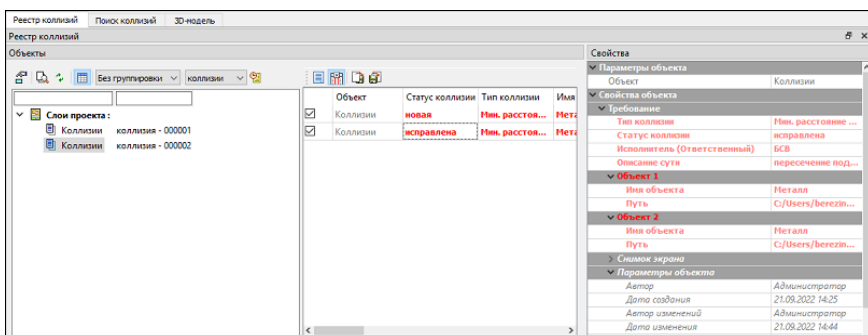 Реестр коллизий Поиск коллизий 3D-модель
Реестр коллизий
Объекты
Без группировки коллизии
Слои проекта :
Коллизии коллизия - 000001
Коллизии коллизия - 000002
Объект Статус коллизии Тип коллизии Имя
Коллизии новая Мин. расстоя... Мета
Коллизии исправлена Мин. расстоя... Мета
Свойства
Параметры объекта
Объект Коллизии
Свойства объекта
Требование
Тип коллизии Мин. расстояние ...
Статус коллизии исправлена
Исполнитель (Ответственный) БСВ
Описание сути пересечение под...
Объект 1
Имя объекта Металл
Путь C:/Users/berezin...
Объект 2
Имя объекта Металл
Путь C:/Users/berezin...
Снимок экрана
Параметры объекта
Автор Администратор
Дата создания 21.09.2022 14:25
Автор изменений Администратор
Дата изменения 21.09.2022 14:44